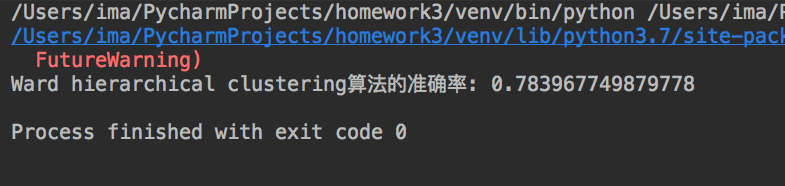 /Users/ima/PycharmProjects/homework3/venv/bin/python /Users/ima/
/Users/ima/PycharmProjects/homework3/venv/lib/python3.7/site-pack
FutureWarning)
Ward hierarchical clustering算法的准确率: 0.783967749879778
Process finished with exit code 0